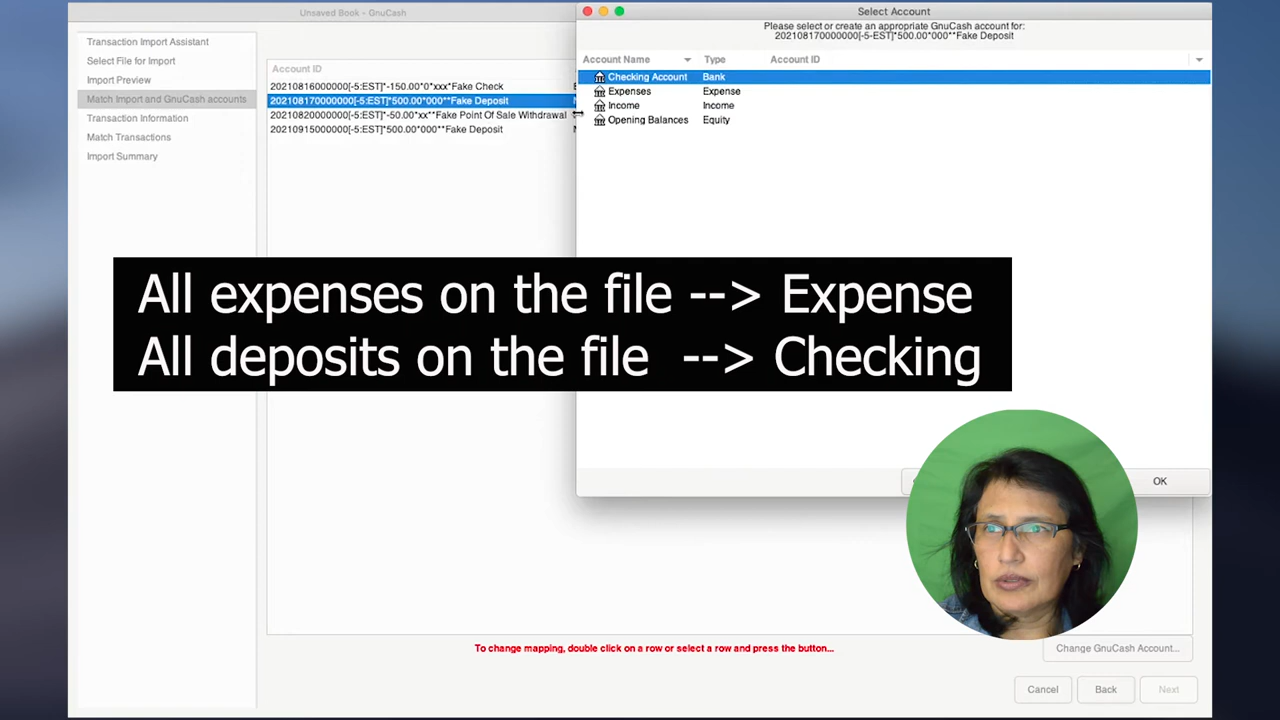 Unsaved Book - GnuCash
Select Account
Please select or create an appropriate GnuCash account for:
20210817000000[-5-EST]*500.00*000**Fake Deposit
Transaction Import Assistant
Select File for Import
Import Preview
Match Import and GnuCash accounts
Transaction Information
Match Transactions
Import Summary
Account ID
20210816000000[-5:EST]*-150.00*0*xxx*Fake Check
20210817000000[-5:EST]*500.00*000**Fake Deposit
20210820000000[-5:EST]*-50.00*xx**Fake Point Of Sale Withdrawal
20210915000000[-5:EST]*500.00*000**Fake Deposit
Account Name Type Account ID
Checking Account Bank
Expenses Expense
Income Income
Opening Balances Equity
All expenses on the file --> Expense
All deposits on the file --> Checking
OK
To change mapping, double click on a row or select a row and press the button...
Change GnuCash Account...
Cancel Back Next